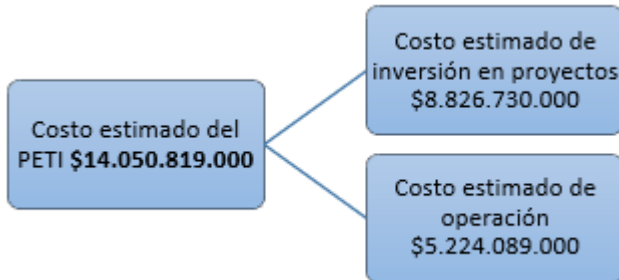 Costo estimado del
PETI $14.050.819.000
Costo estimado de
inversión en proyectos
$8.826.730.000
Costo estimado de
operación
$5.224.089.000